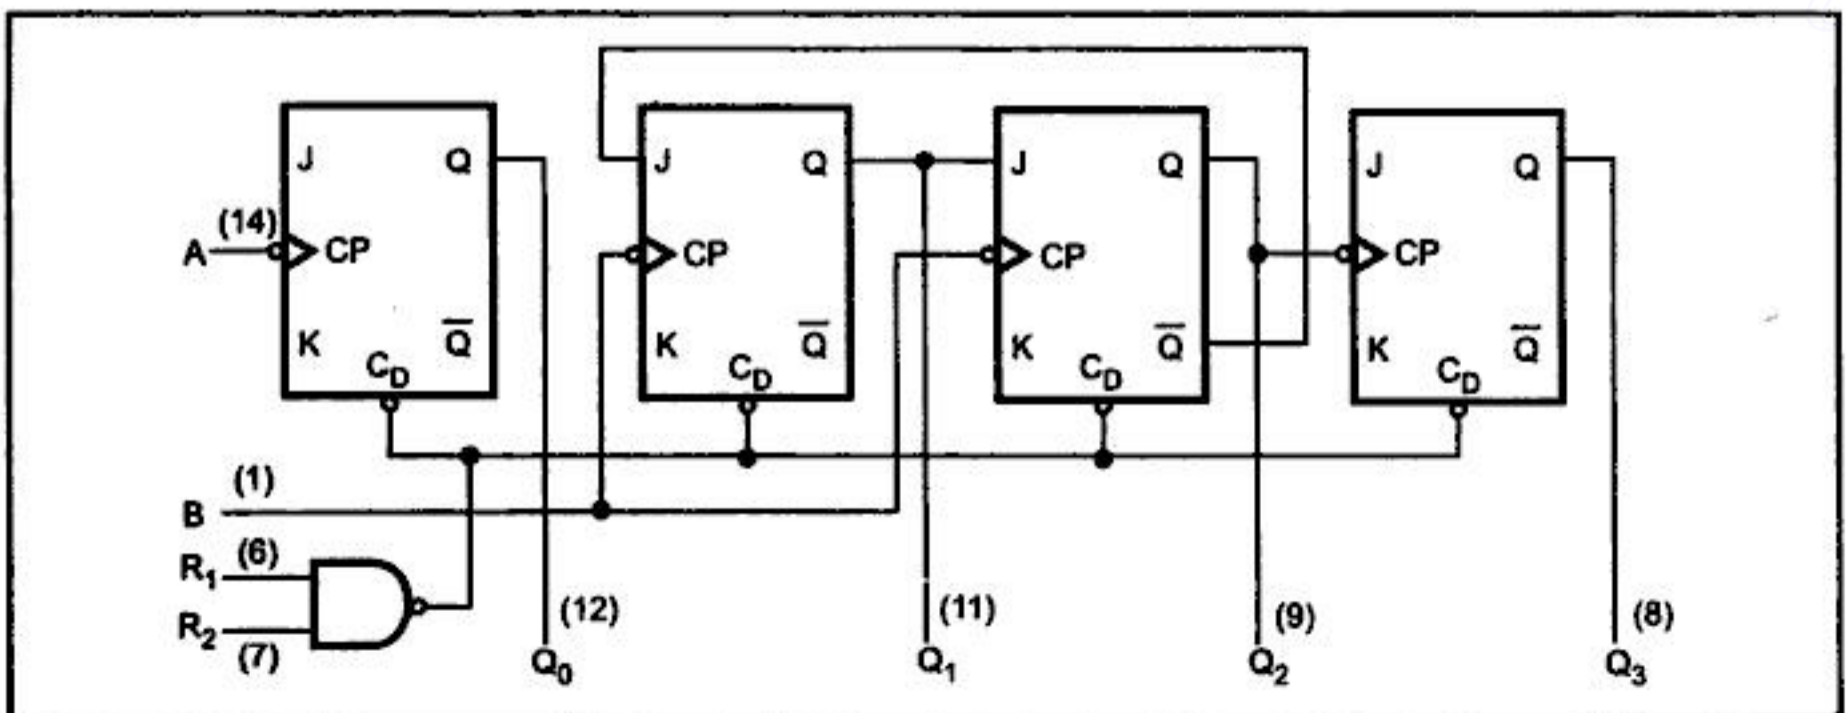 J Q J Q J Q J Q
(14)
A CP CP CP CP
K Q̅ K Q̅ K Q̅ K Q̅
C_D C_D C_D C_D
(1)
B
R₁ (6)
R₂ (7)
(12) (11) (9) (8)
Q₀ Q₁ Q₂ Q₃